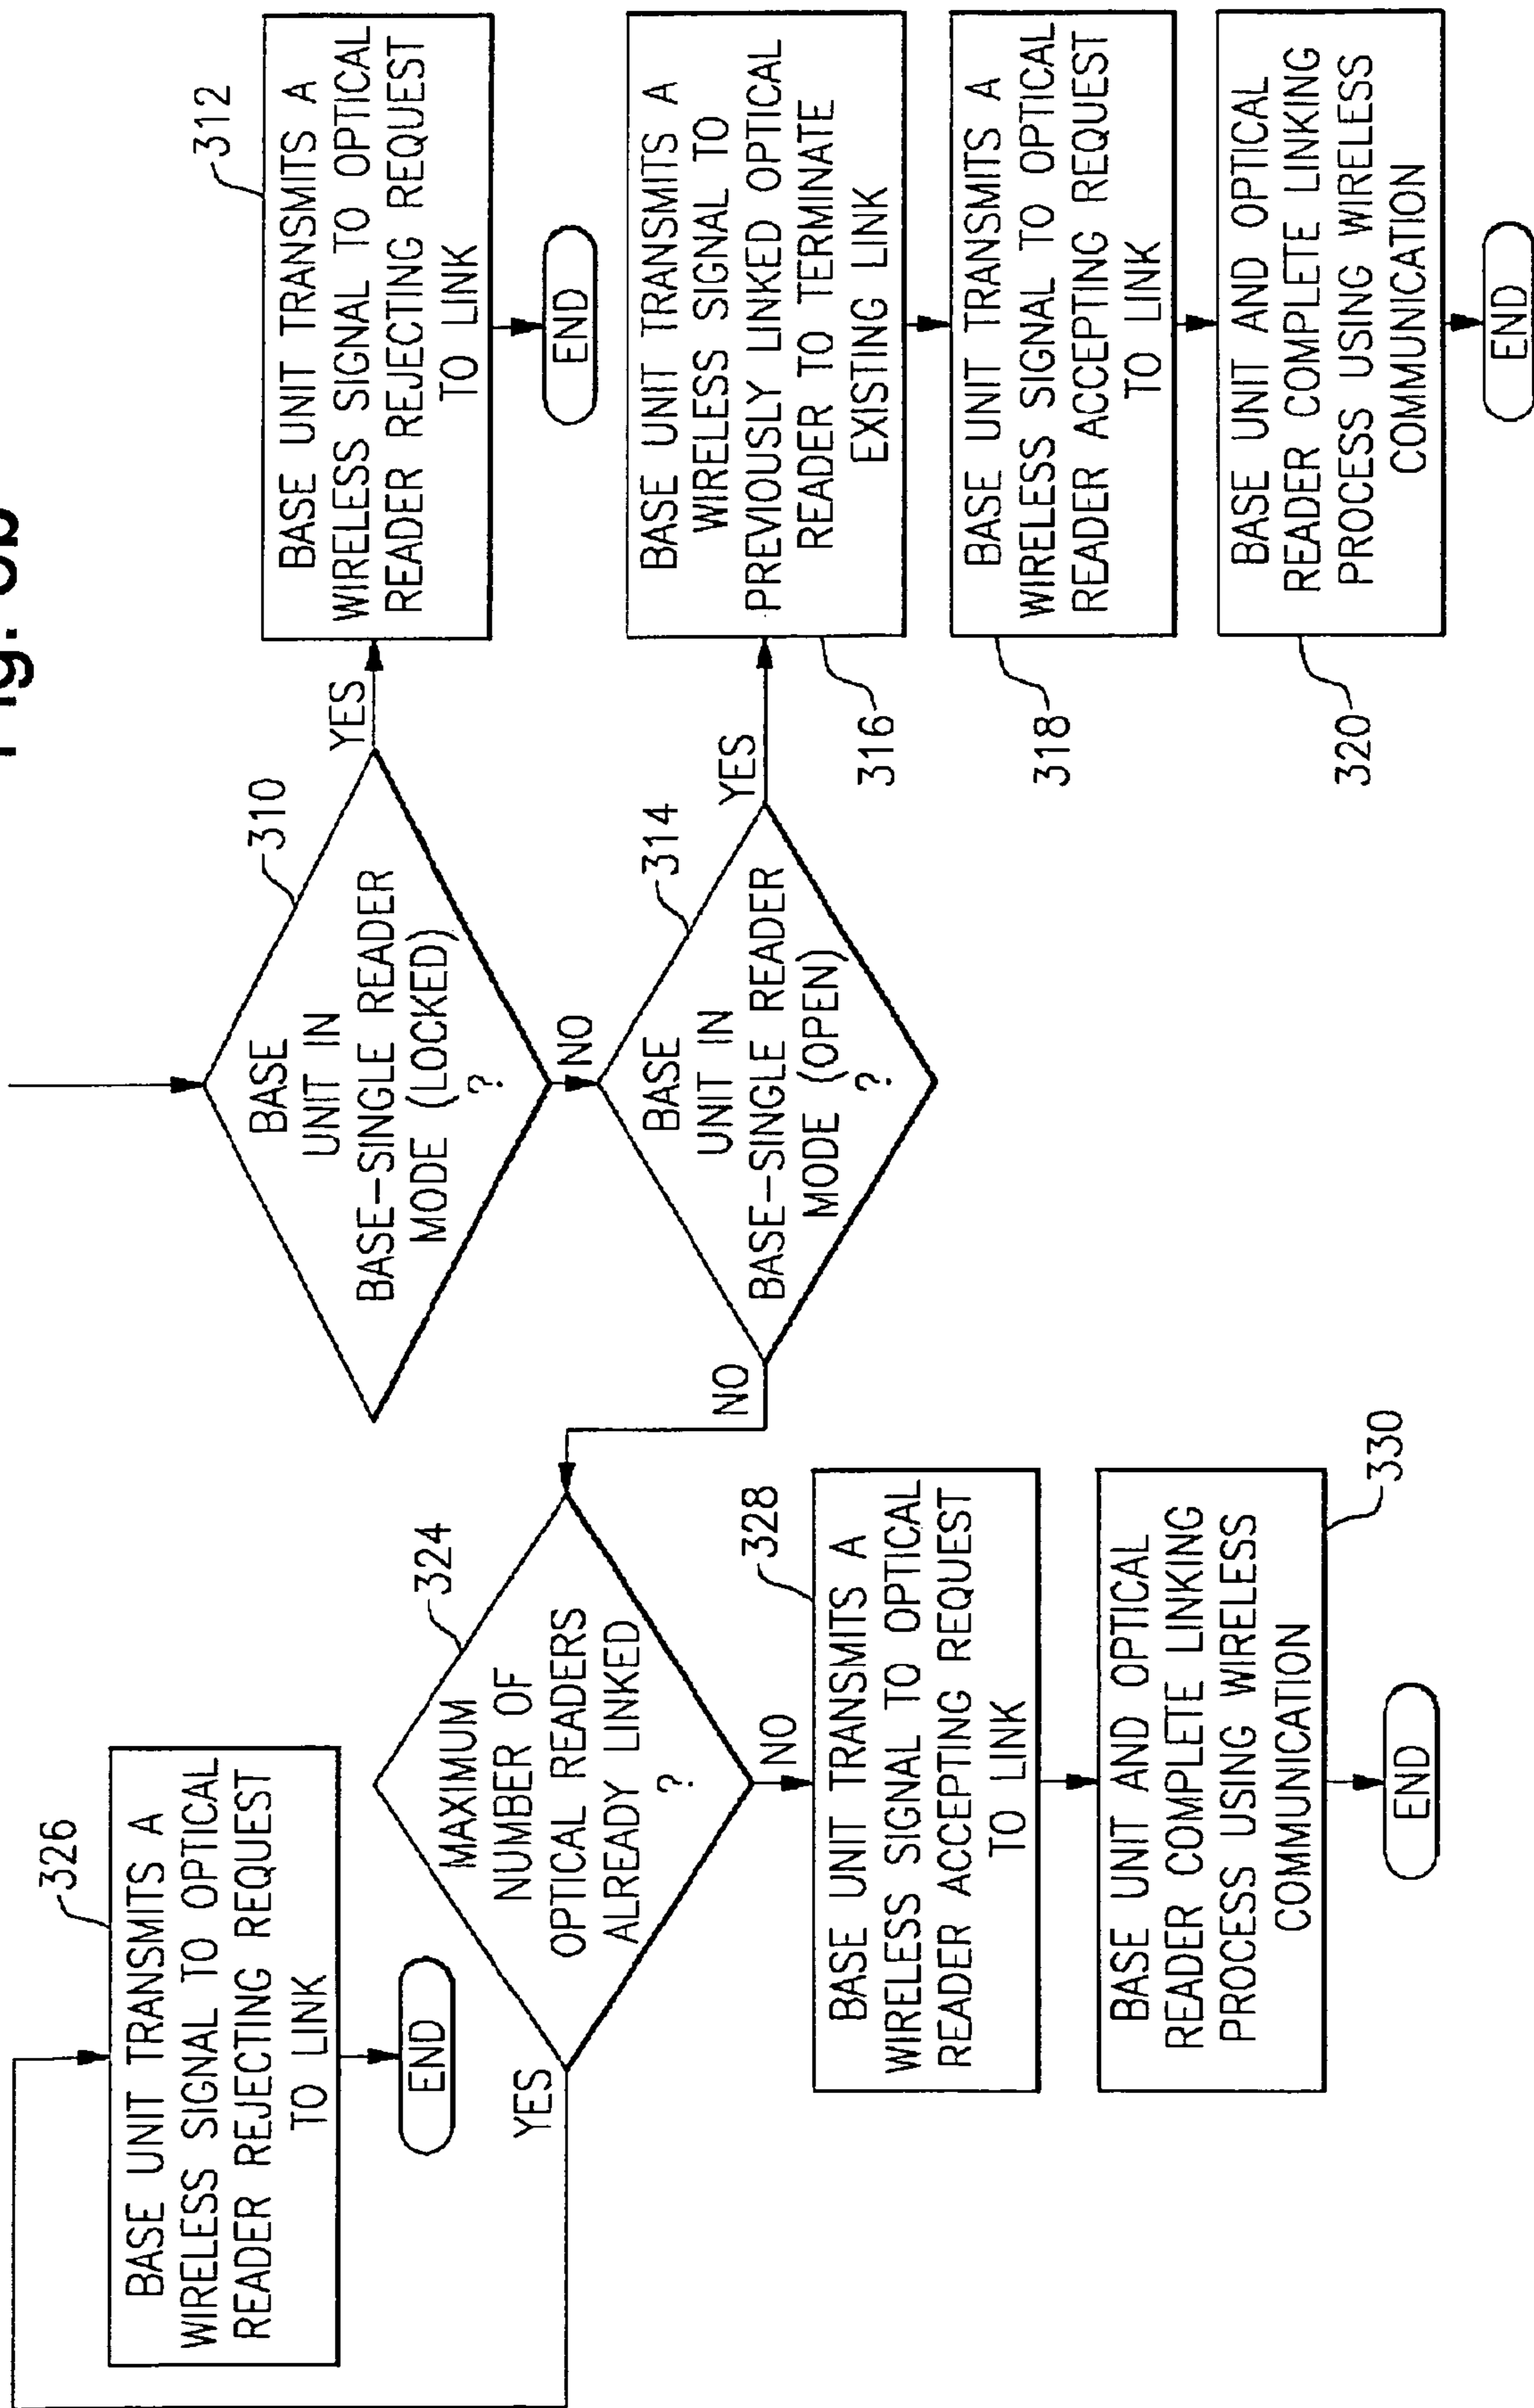 312
BASE UNIT TRANSMITS A
WIRELESS SIGNAL TO OPTICAL
READER REJECTING REQUEST
TO LINK
END
310
BASE
UNIT IN
BASE-SINGLE READER
MODE (LOCKED)
?
YES
NO
314
BASE
UNIT IN
BASE-SINGLE READER
MODE (OPEN)
?
YES
NO
BASE UNIT TRANSMITS A
WIRELESS SIGNAL TO
PREVIOUSLY LINKED OPTICAL
READER TO TERMINATE
EXISTING LINK
316
BASE UNIT TRANSMITS A
WIRELESS SIGNAL TO OPTICAL
READER ACCEPTING REQUEST
TO LINK
318
BASE UNIT AND OPTICAL
READER COMPLETE LINKING
PROCESS USING WIRELESS
COMMUNICATION
320
END
324
MAXIMUM
NUMBER OF
OPTICAL READERS
ALREADY LINKED
?
YES
NO
326
BASE UNIT TRANSMITS A
WIRELESS SIGNAL TO OPTICAL
READER REJECTING REQUEST
TO LINK
END
328
BASE UNIT TRANSMITS A
WIRELESS SIGNAL TO OPTICAL
READER ACCEPTING REQUEST
TO LINK
BASE UNIT AND OPTICAL
READER COMPLETE LINKING
PROCESS USING WIRELESS
COMMUNICATION
330
END